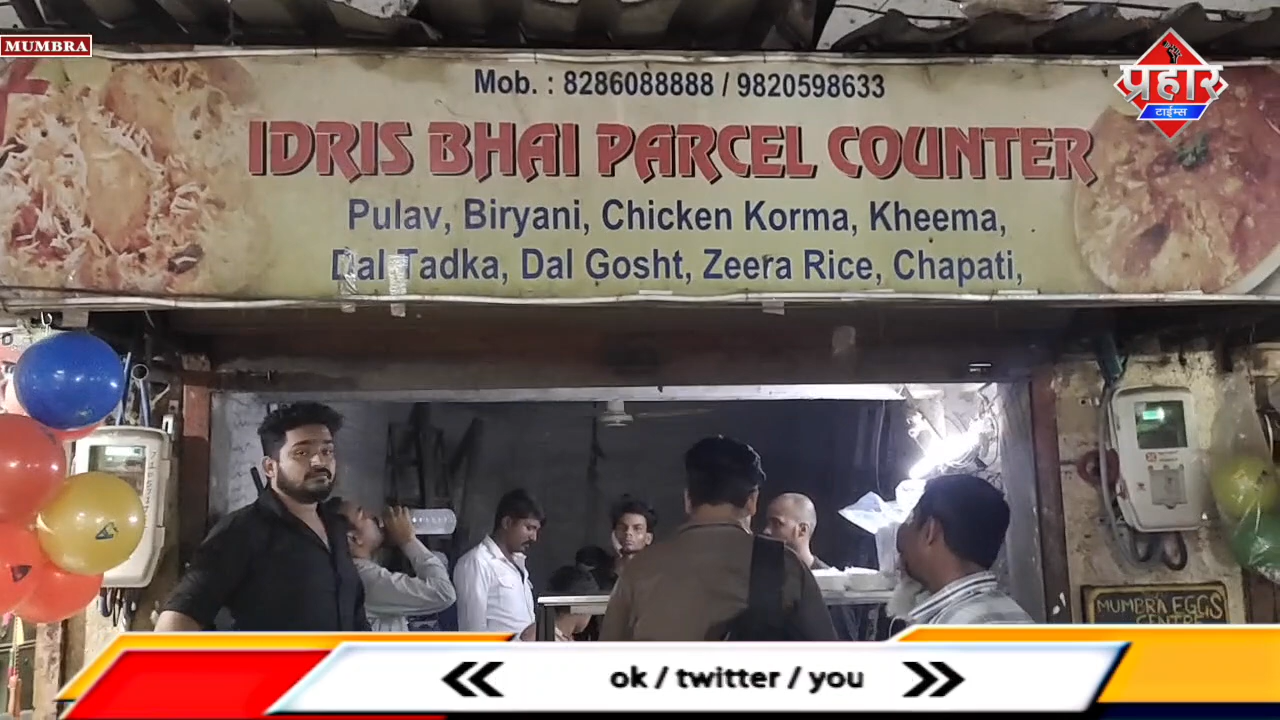 MUMBRA
प्रहार
टाईम्स
Mob. : 8286088888 / 9820598633
IDRIS BHAI PARCEL COUNTER
Pulav, Biryani, Chicken Korma, Kheema,
Dal Tadka, Dal Gosht, Zeera Rice, Chapati,
MUMBRA EGGS
CENTRE
ok / twitter / you